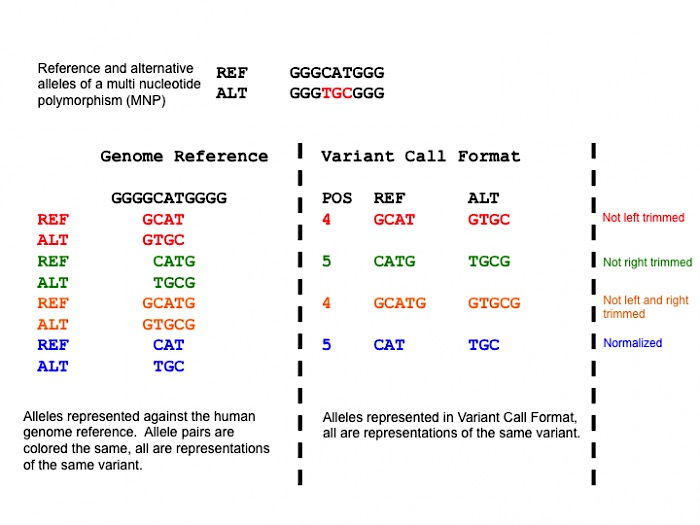 Reference and alternative
alleles of a multi nucleotide
polymorphism (MNP)
REF GGGCATGGG
ALT GGGTGCGGG
Genome Reference
GGGGCATGGGG
REF GCAT
ALT GTGC
REF CATG
ALT TGCG
REF GCATG
ALT GTGCG
REF CAT
ALT TGC
Alleles represented against the human
genome reference. Allele pairs are
colored the same, all are representations
of the same variant.
Variant Call Format
POS REF ALT
4 GCAT GTGC
5 CATG TGCG
4 GCATG GTGCG
5 CAT TGC
Alleles represented in Variant Call Format,
all are representations of the same variant.
Not left trimmed
Not right trimmed
Not left and right
trimmed
Normalized